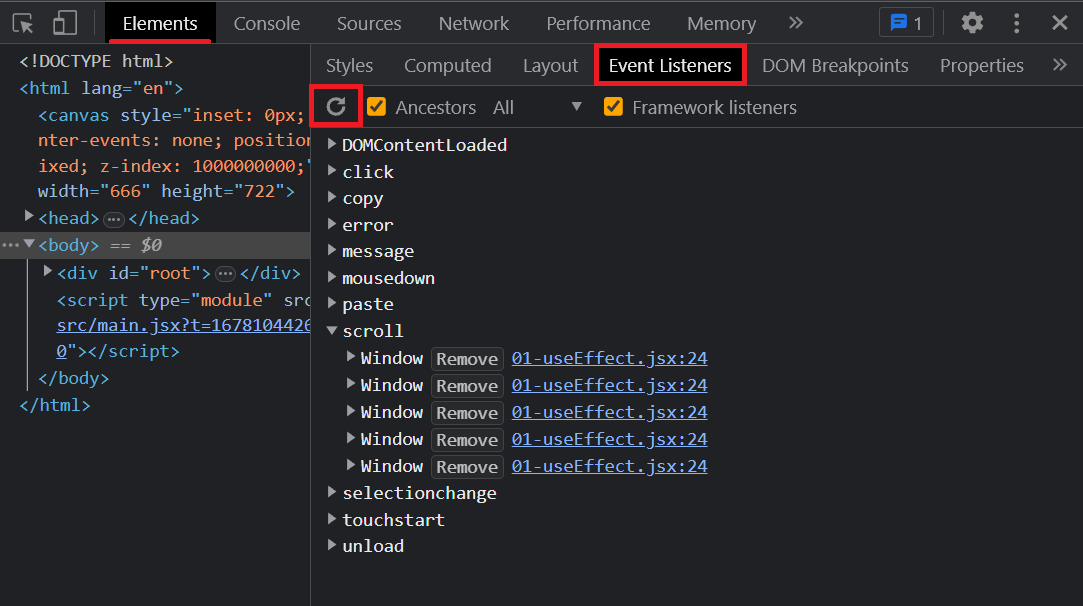 Elements Console Sources Network Performance Memory » 1
<!DOCTYPE html>
<html lang="en">
<canvas style="inset: 0px;
nter-events: none; position
ixed; z-index: 1000000000;"
width="666" height="722">
<head> ··· </head>
··· <body> == $0
<div id="root"> ··· </div>
<script type="module" src
src/main.jsx?t=1678104426
0"></script>
</body>
</html>
Styles Computed Layout Event Listeners DOM Breakpoints Properties »
Ancestors All Framework listeners
DOMContentLoaded
click
copy
error
message
mousedown
paste
scroll
Window Remove 01-useEffect.jsx:24
Window Remove 01-useEffect.jsx:24
Window Remove 01-useEffect.jsx:24
Window Remove 01-useEffect.jsx:24
Window Remove 01-useEffect.jsx:24
selectionchange
touchstart
unload